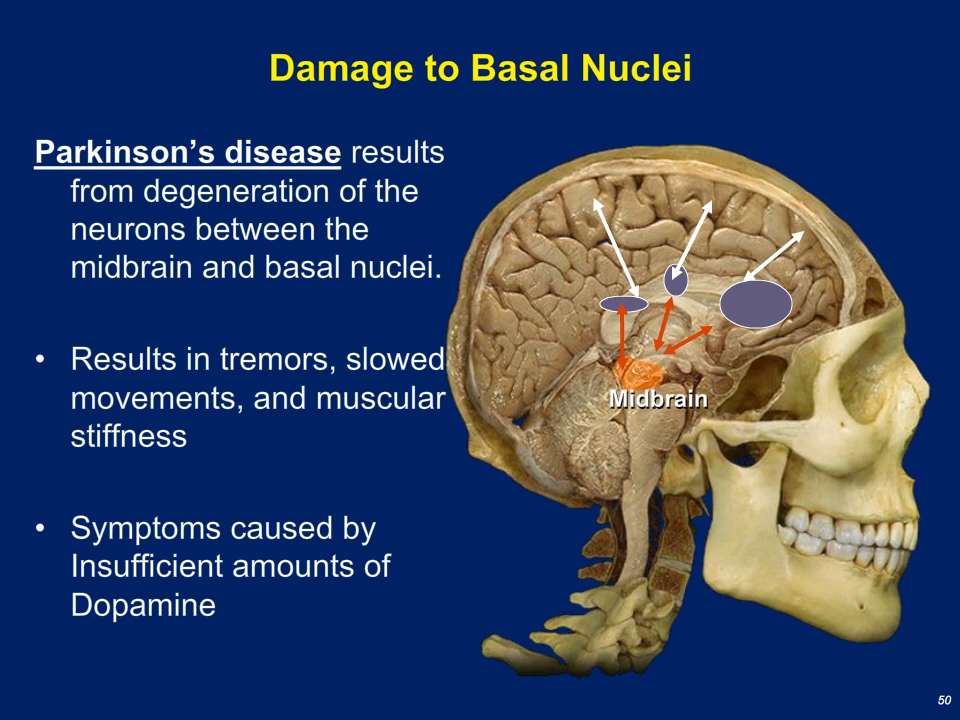 Damage to Basal Nuclei
Parkinson’s disease results
from degeneration of the
neurons between the
midbrain and basal nuclei.
• Results in tremors, slowed
movements, and muscular
stiffness
• Symptoms caused by
Insufficient amounts of
Dopamine
Midbrain
50